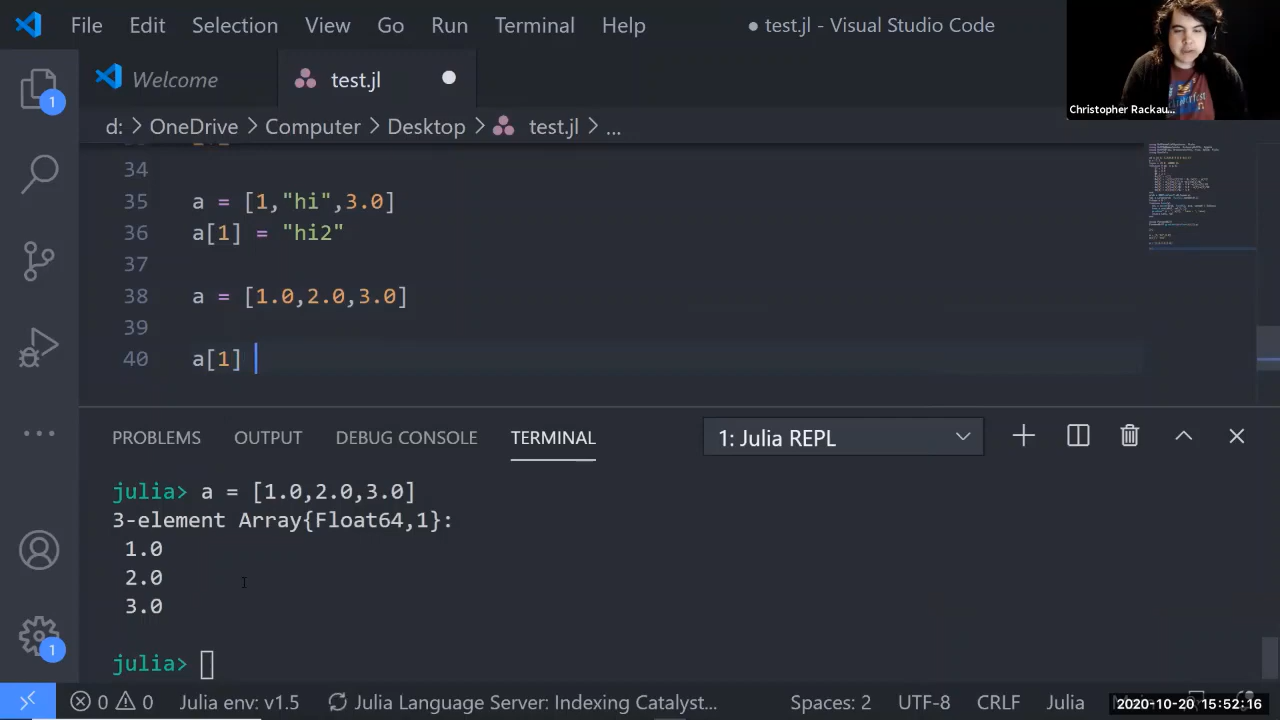 File Edit Selection View Go Run Terminal Help ● test.jl - Visual Studio Code
Christopher Rackau...
Welcome test.jl
1
d: > OneDrive > Computer > Desktop > test.jl > ...
34
35 a = [1,"hi",3.0]
36 a[1] = "hi2"
37
38 a = [1.0,2.0,3.0]
39
40 a[1]
PROBLEMS OUTPUT DEBUG CONSOLE TERMINAL 1: Julia REPL
julia> a = [1.0,2.0,3.0]
3-element Array{Float64,1}:
1.0
2.0
3.0
julia>
1
0 0 Julia env: v1.5 Julia Language Server: Indexing Catalyst... Spaces: 2 UTF-8 CRLF Julia
2020-10-20 15:52:16